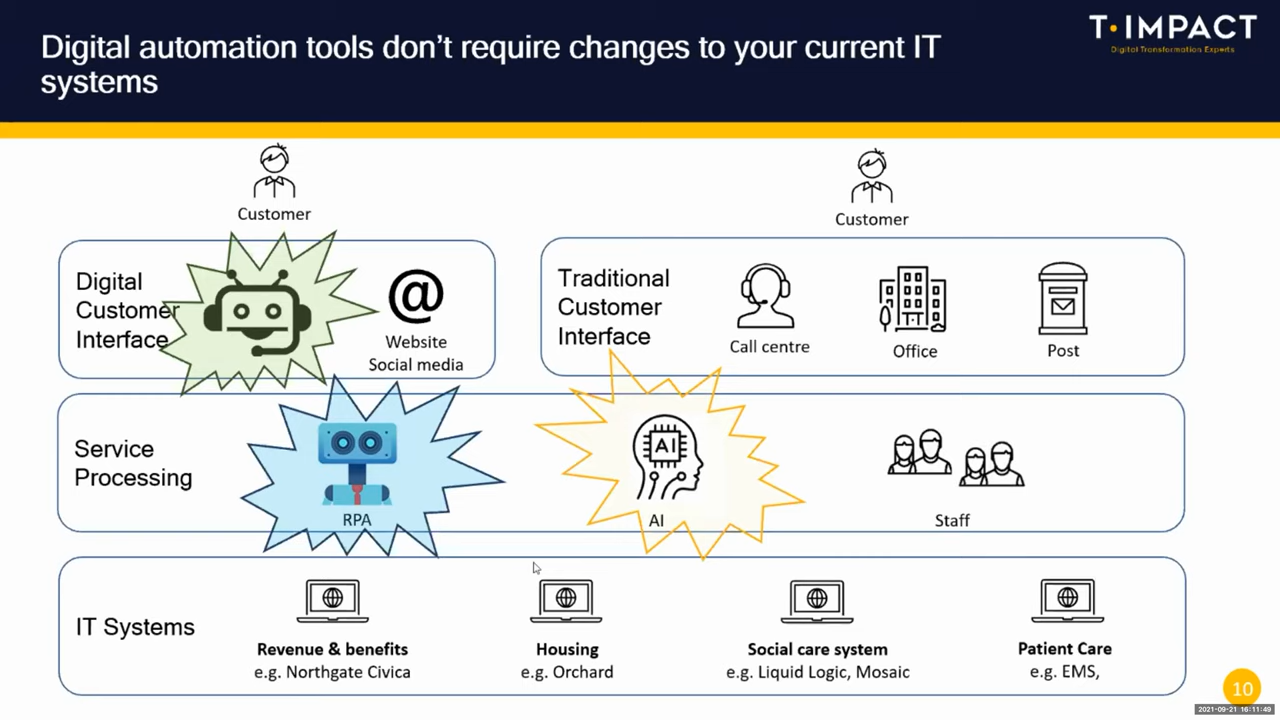 Digital automation tools don't require changes to your current IT
systems
T·IMPACT
Digital Transformation Experts
Customer
Customer
Digital
Customer
Interface
Website
Social media
Traditional
Customer
Interface
Call centre
Office
Post
Service
Processing
RPA
AI
AI
Staff
IT Systems
Revenue & benefits
e.g. Northgate Civica
Housing
e.g. Orchard
Social care system
e.g. Liquid Logic, Mosaic
Patient Care
e.g. EMS,
10
2021-09-21 16:11:49